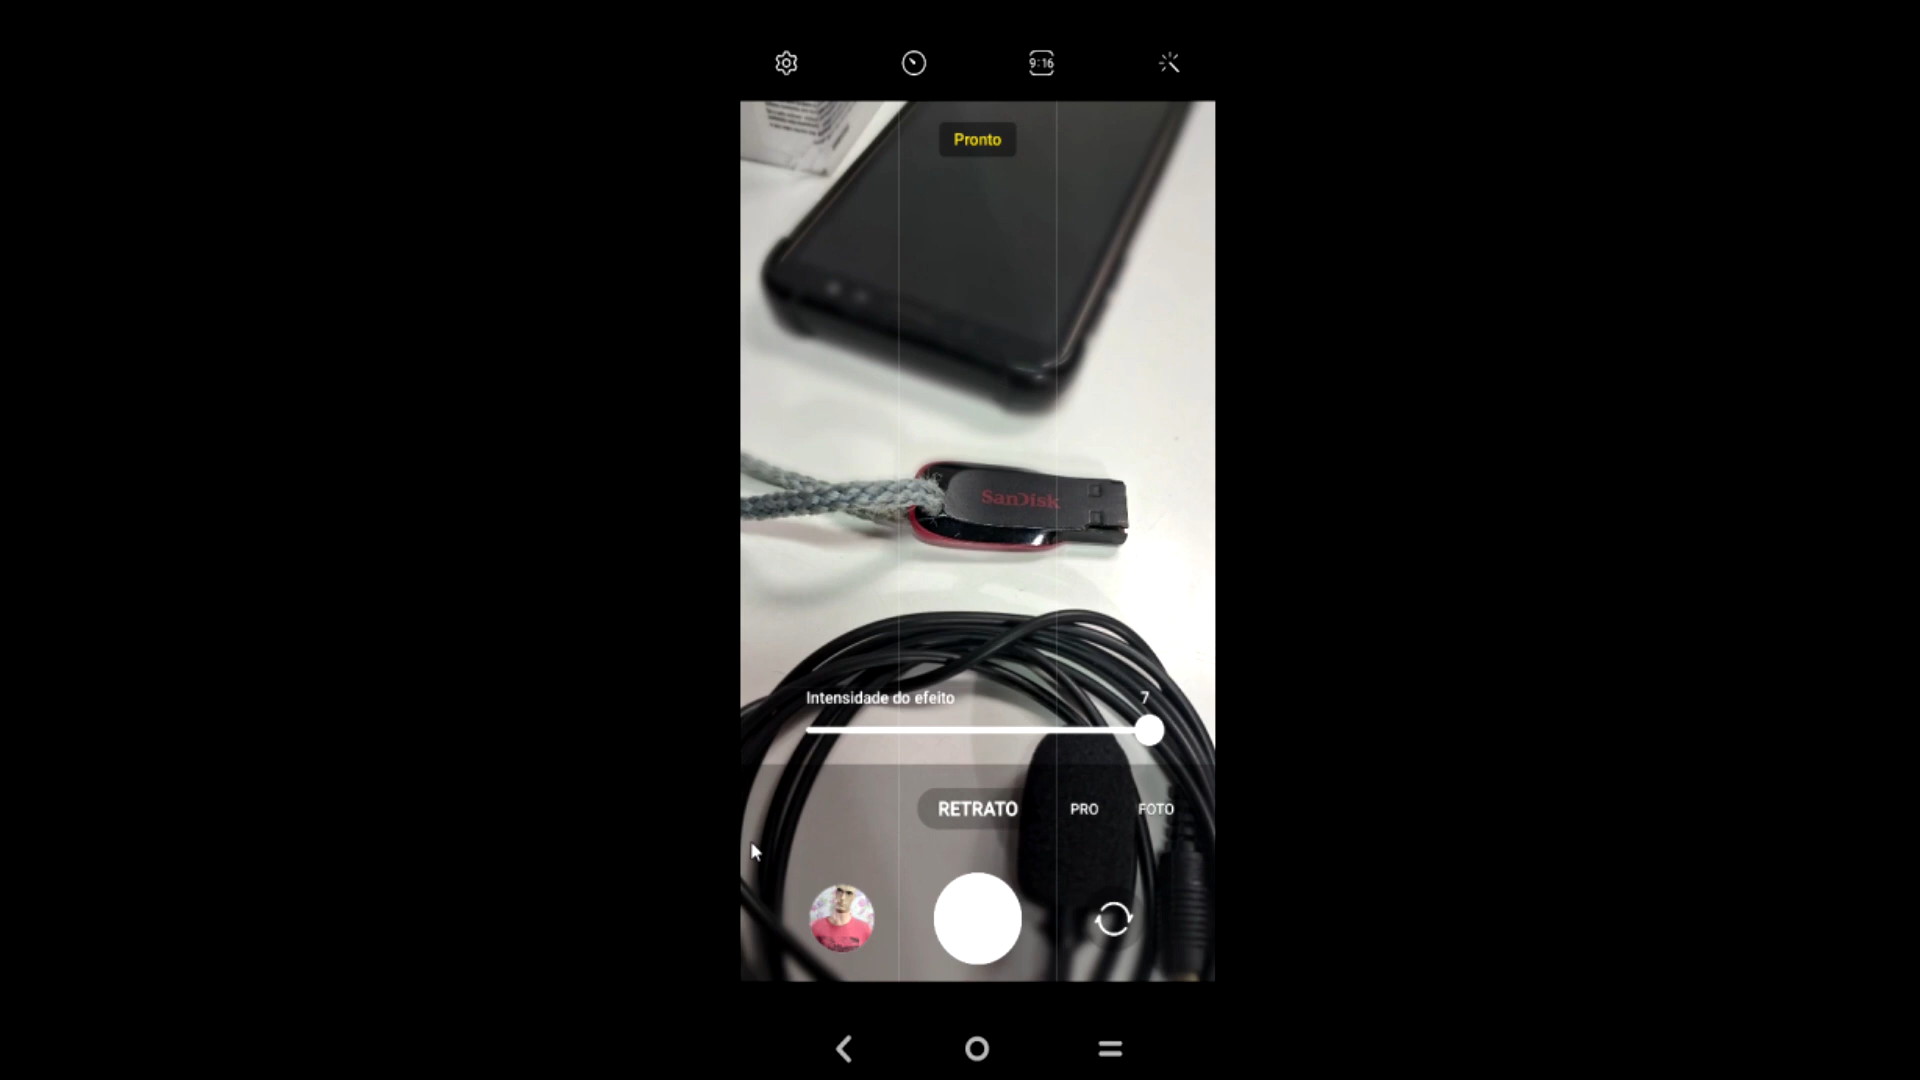 9:16
Pronto
SanDisk
Intensidade do efeito
7
RETRATO
PRO
FOTO